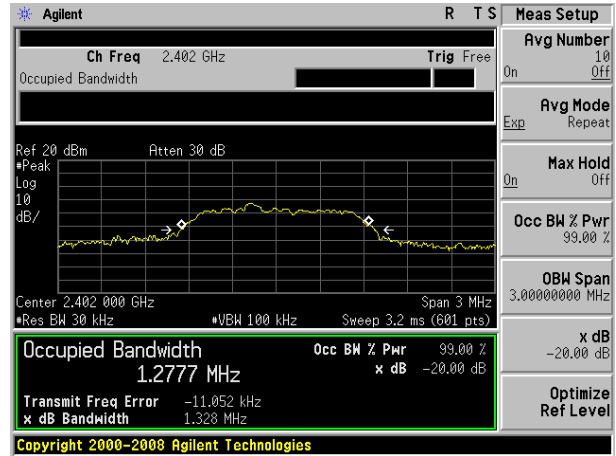 Agilent R T S
Ch Freq 2.402 GHz Trig Free
Occupied Bandwidth
Ref 20 dBm Atten 30 dB
#Peak
Log
10
dB/
Center 2.402 000 GHz Span 3 MHz
#Res BW 30 kHz #VBW 100 kHz Sweep 3.2 ms (601 pts)
Occupied Bandwidth Occ BW % Pwr 99.00 %
1.2777 MHz x dB -20.00 dB
Transmit Freq Error -11.052 kHz
x dB Bandwidth 1.328 MHz
Copyright 2000-2008 Agilent Technologies
Meas Setup
Avg Number
10
On Off
Avg Mode
Exp Repeat
Max Hold
On Off
Occ BW % Pwr
99.00 %
OBW Span
3.00000000 MHz
x dB
-20.00 dB
Optimize
Ref Level